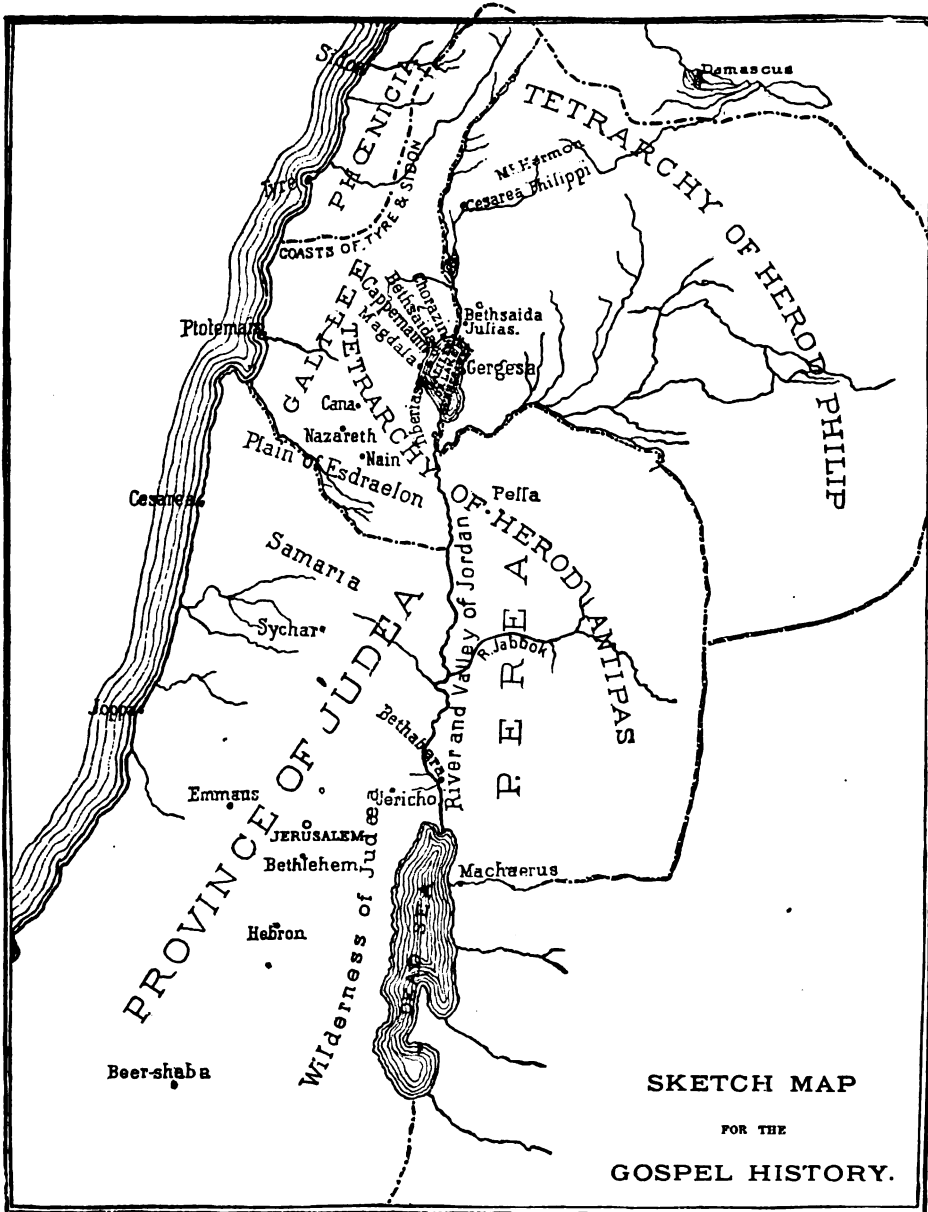 Sidon
Damascus
PHŒNICIA
TETRARCHY OF HEROD PHILIP
Mt Hermon
Cesarea Philippi
Tyre
COASTS OF TYRE & SIDON
GALILEE
TETRARCHY OF HEROD ANTIPAS
Chorazin
Bethsaida
Cappernaum
Magdala
Bethsaida
Julias.
Ptolemais
Gergesa
Tiberias
Cana
Nazareth
Nain
Plain of Esdraelon
Cesarea
Pella
Samaria
PEREA
River and Valley of Jordan
Sychar
R. Jabbok
PROVINCE OF JUDEA
Joppa
Bethabara
Emmaus
Jericho
JERUSALEM
Bethlehem
Wilderness of Judæa
Machaerus
Hebron
DEAD SEA
Beer-shaba
SKETCH MAP
FOR THE
GOSPEL HISTORY.